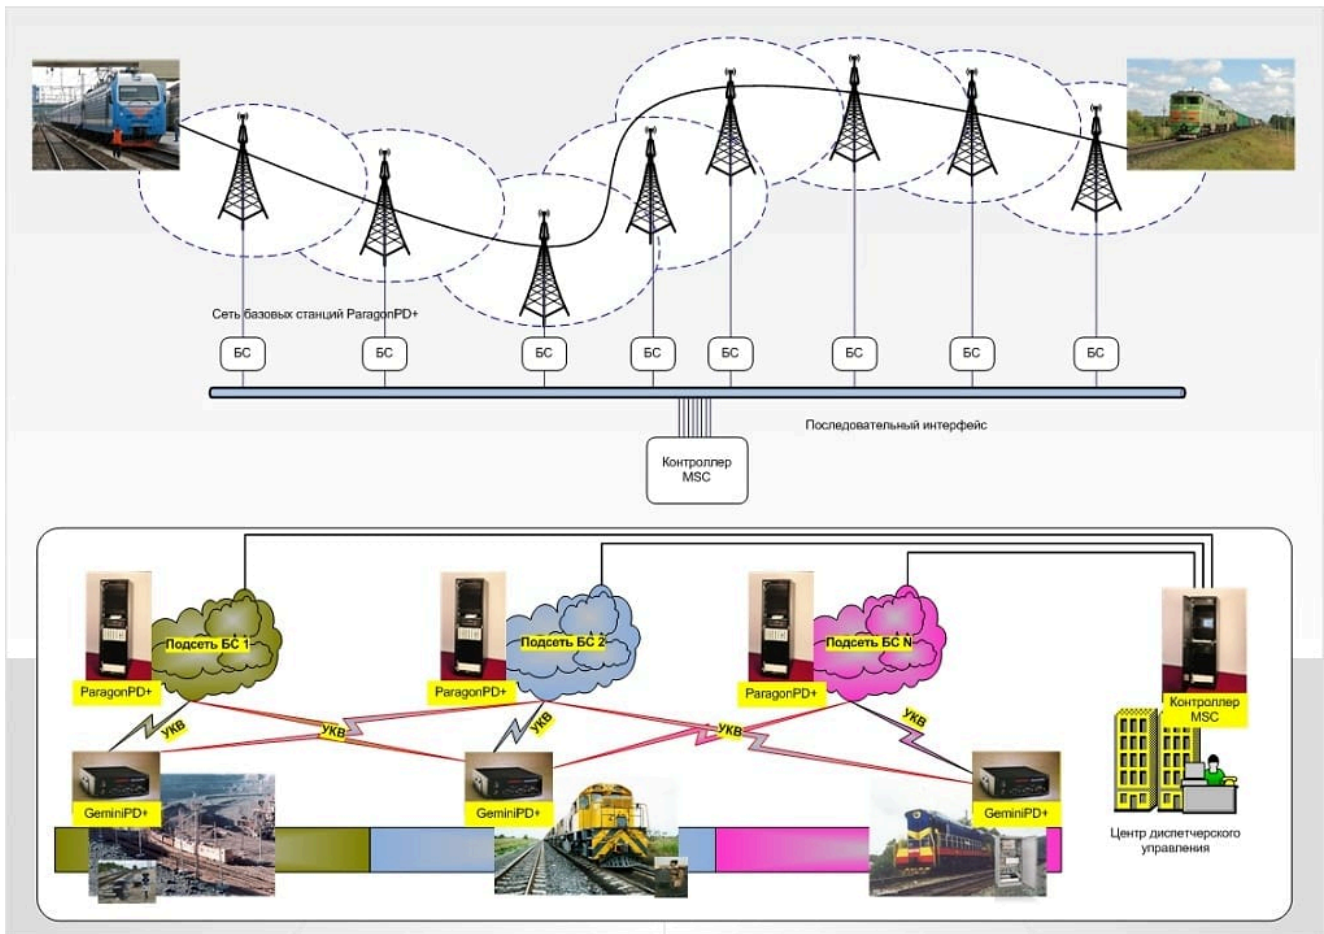 Сеть базовых станций ParagonPD+
БС
БС
БС
БС
БС
БС
БС
БС
Последовательный интерфейс
Контроллер
MSC
Подсеть БС 1
Подсеть БС 2
Подсеть БС N
ParagonPD+
ParagonPD+
ParagonPD+
Контроллер
MSC
УКВ
УКВ
УКВ
УКВ
УКВ
GeminiPD+
GeminiPD+
GeminiPD+
Центр диспетчерского
управления